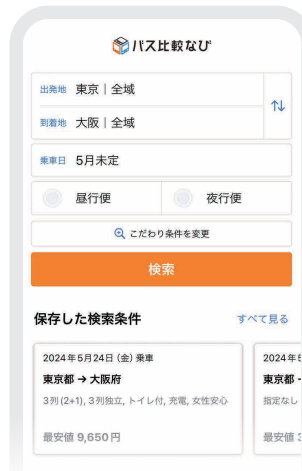 バス比較なび
出発地 東京｜全域
到着地 大阪｜全域
乗車日 5月未定
昼行便 夜行便
こだわり条件を変更
検索
保存した検索条件 すべて見る
2024年5月24日(金)乗車
東京都 → 大阪府
3列(2+1), 3列独立, トイレ付, 充電, 女性安心
最安値 9,650円
2024年5
東京都
指定なし
最安値